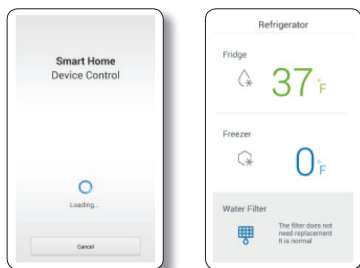 Smart Home
Device Control
Loading...
Cancel
Refrigerator
Fridge
37°F
Freezer
0°F
Water Filter
The filter does not
need replacement
It is normal